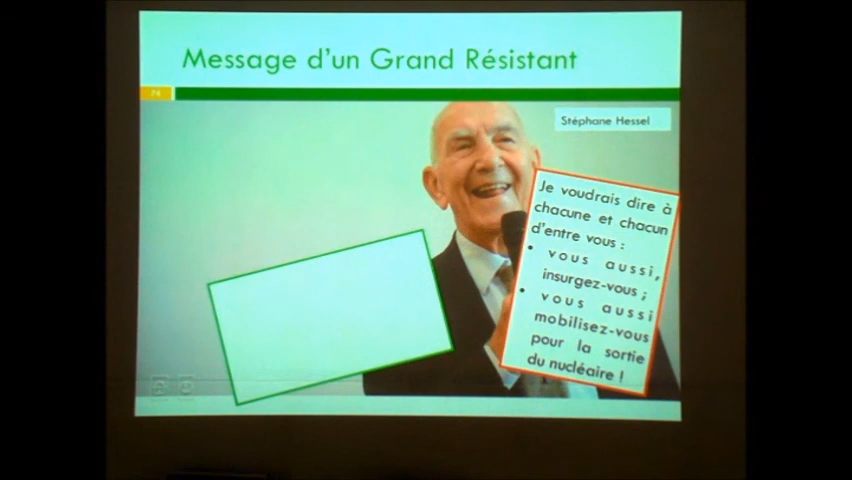 Message d'un Grand Résistant
74
Stéphane Hessel
Je voudrais dire à
chacune et chacun
d'entre vous :
• vous aussi,
insurgez-vous ;
• vous aussi
mobilisez-vous
pour la sortie
du nucléaire !